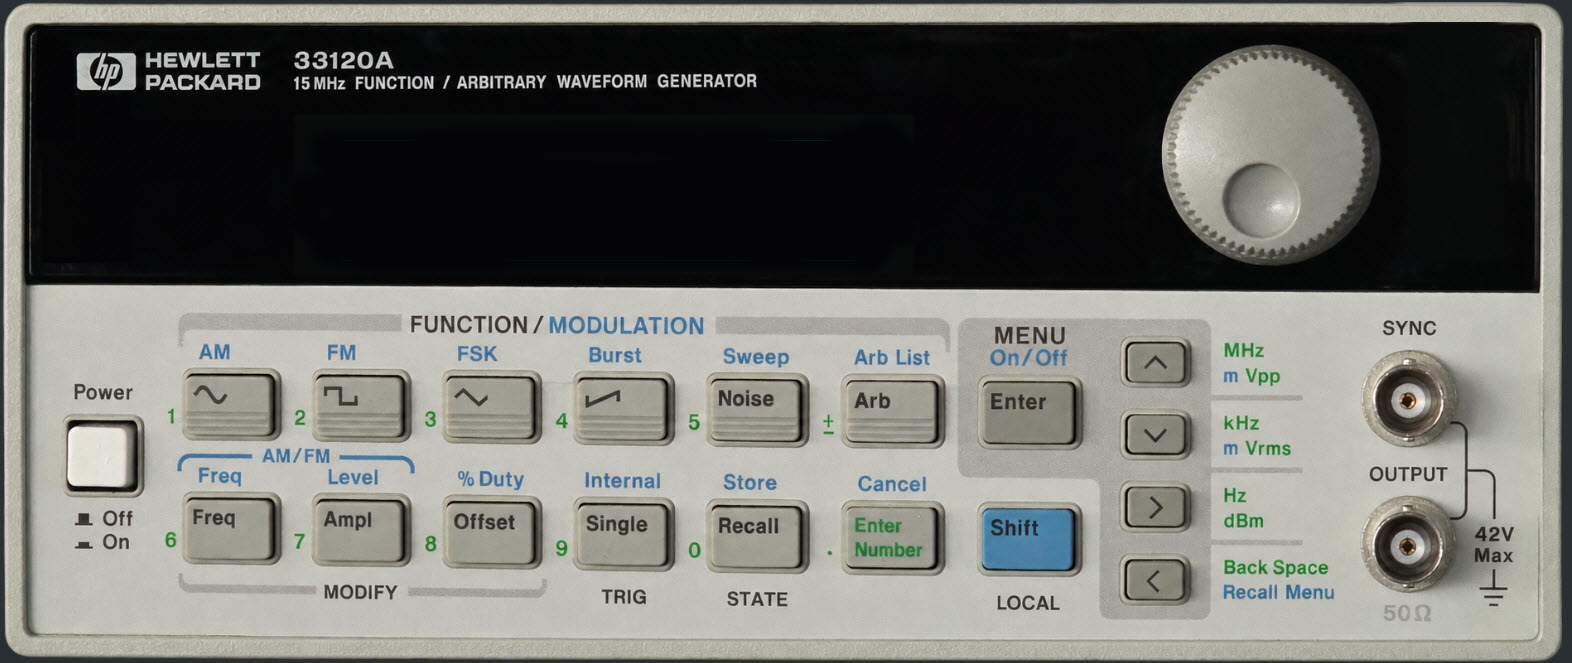 hp HEWLETT PACKARD
33120A
15 MHz FUNCTION / ARBITRARY WAVEFORM GENERATOR
FUNCTION / MODULATION
AM FM FSK Burst Sweep Arb List
1 2 3 4 5 Noise ± Arb
AM/FM
Freq Level % Duty Internal Store Cancel
6 Freq 7 Ampl 8 Offset 9 Single 0 Recall . Enter Number
MODIFY TRIG STATE
Power
Off
On
MENU
On/Off
Enter
Shift
LOCAL
MHz
m Vpp
kHz
m Vrms
Hz
dBm
Back Space
Recall Menu
SYNC
OUTPUT
42V
Max
50Ω